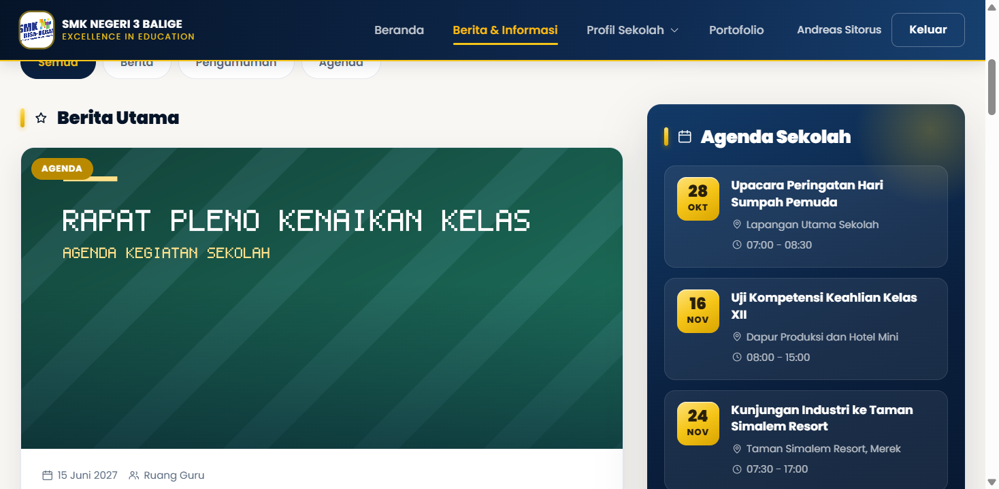 SMK
BISA-HEBAT
SMK NEGERI 3 BALIGE
EXCELLENCE IN EDUCATION
Beranda
Berita & Informasi
Profil Sekolah
Portofolio
Andreas Sitorus
Keluar
Semua
Berita
Pengumuman
Agenda
Berita Utama
AGENDA
RAPAT PLENO KENAIKAN KELAS
AGENDA KEGIATAN SEKOLAH
15 Juni 2027
Ruang Guru
Agenda Sekolah
28
OKT
Upacara Peringatan Hari
Sumpah Pemuda
Lapangan Utama Sekolah
07:00 - 08:30
16
NOV
Uji Kompetensi Keahlian Kelas
XII
Dapur Produksi dan Hotel Mini
08:00 - 15:00
24
NOV
Kunjungan Industri ke Taman
Simalem Resort
Taman Simalem Resort, Merek
07:30 - 17:00